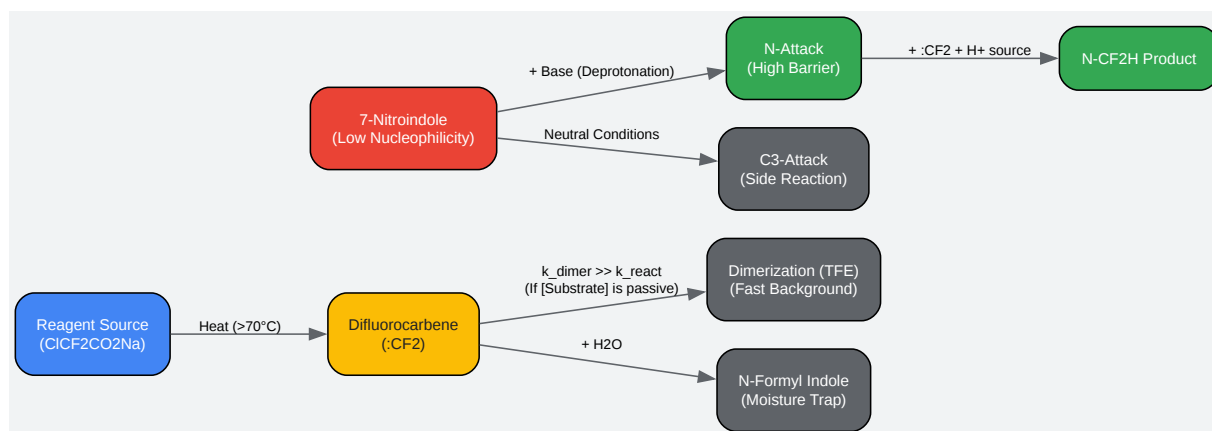 N-Attack
(High Barrier)
+ :CF2 + H+ source
N-CF2H Product
+ Base (Deprotonation)
7-Nitroindole
(Low Nucleophilicity)
Neutral Conditions
C3-Attack
(Side Reaction)
k_dimer >> k_react
(If [Substrate] is passive)
Dimerization (TFE)
(Fast Background)
Reagent Source
(ClCF2CO2Na)
Heat (>70°C)
Difluorocarbene
(:CF2)
+ H2O
N-Formyl Indole
(Moisture Trap)